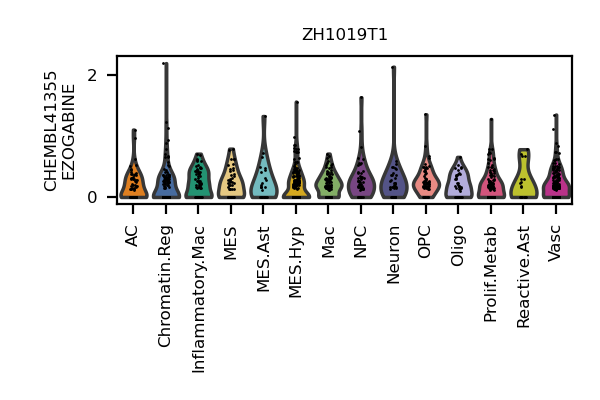 ZH1019T1
CHEMBL41355
EZOGABINE
2
0
AC
Chromatin.Reg
Inflammatory.Mac
MES
MES.Ast
MES.Hyp
Mac
NPC
Neuron
OPC
Oligo
Prolif.Metab
Reactive.Ast
Vasc